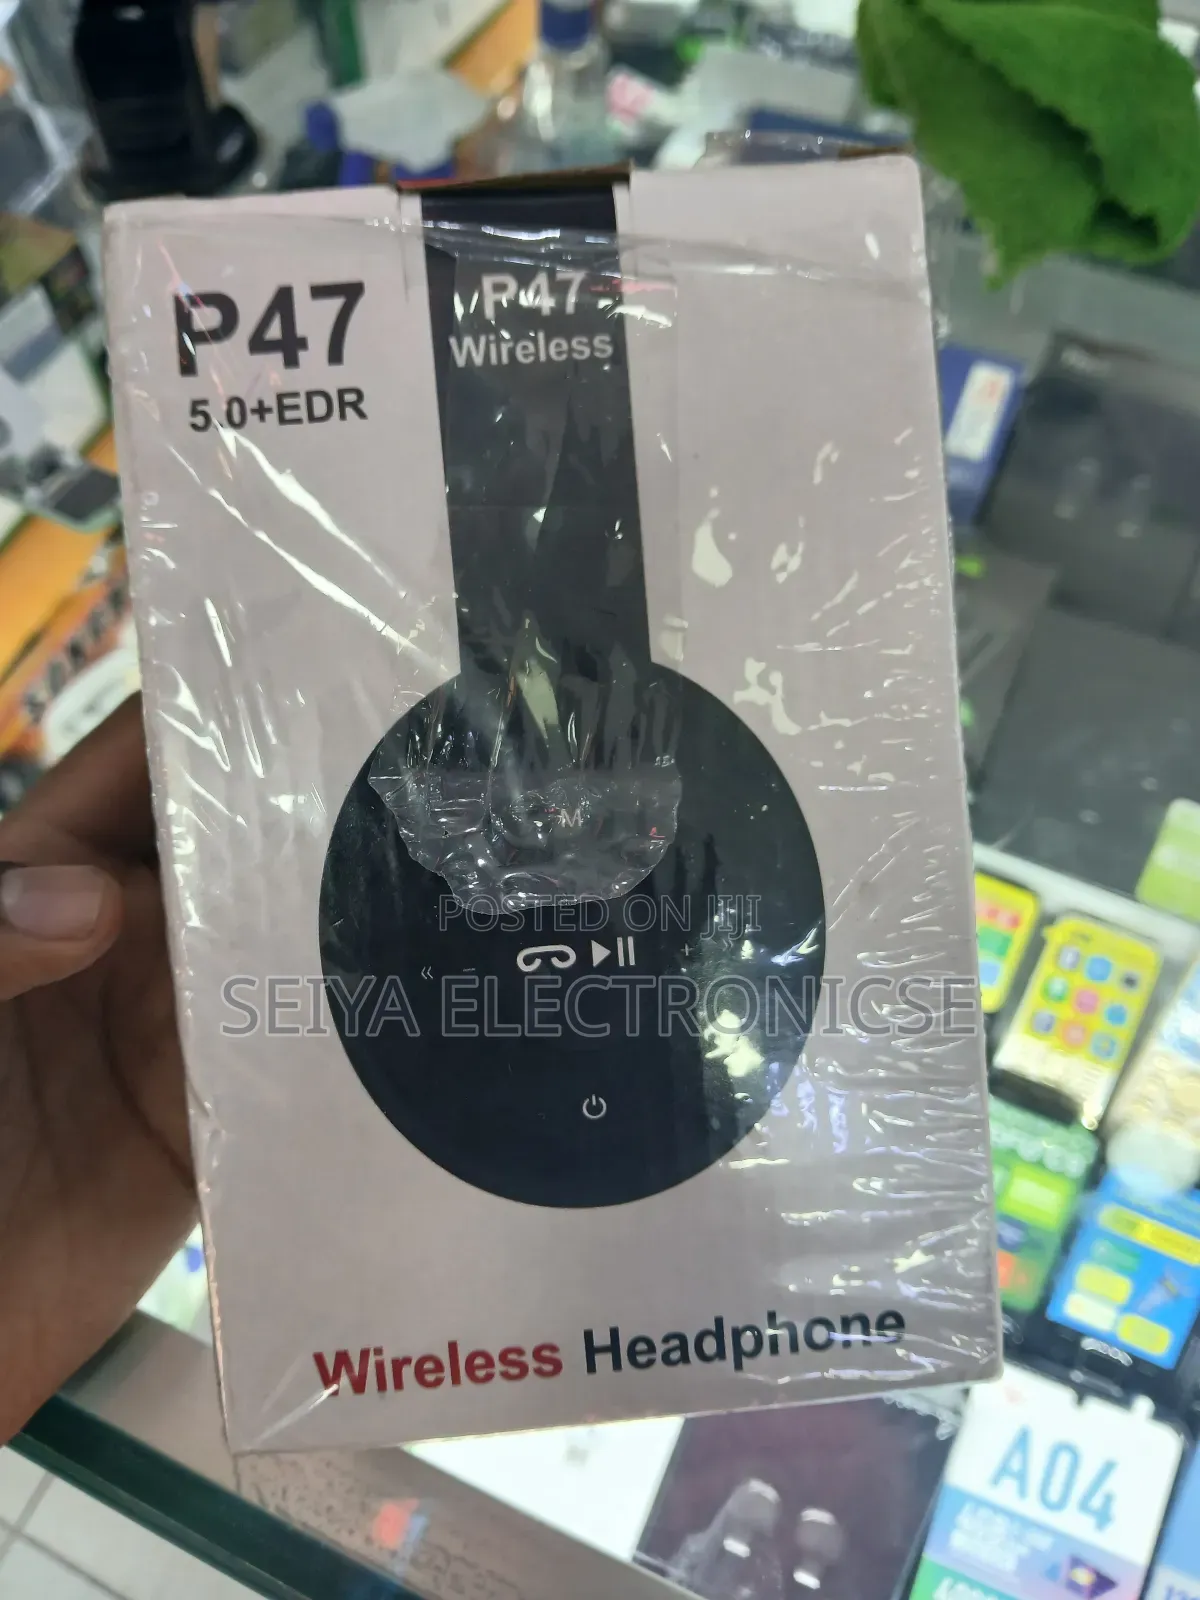 P47
5.0+EDR
P47
Wireless
M
POSTED ON JIJI
SEIYA ELECTRONICSE
Wireless Headphone
A04